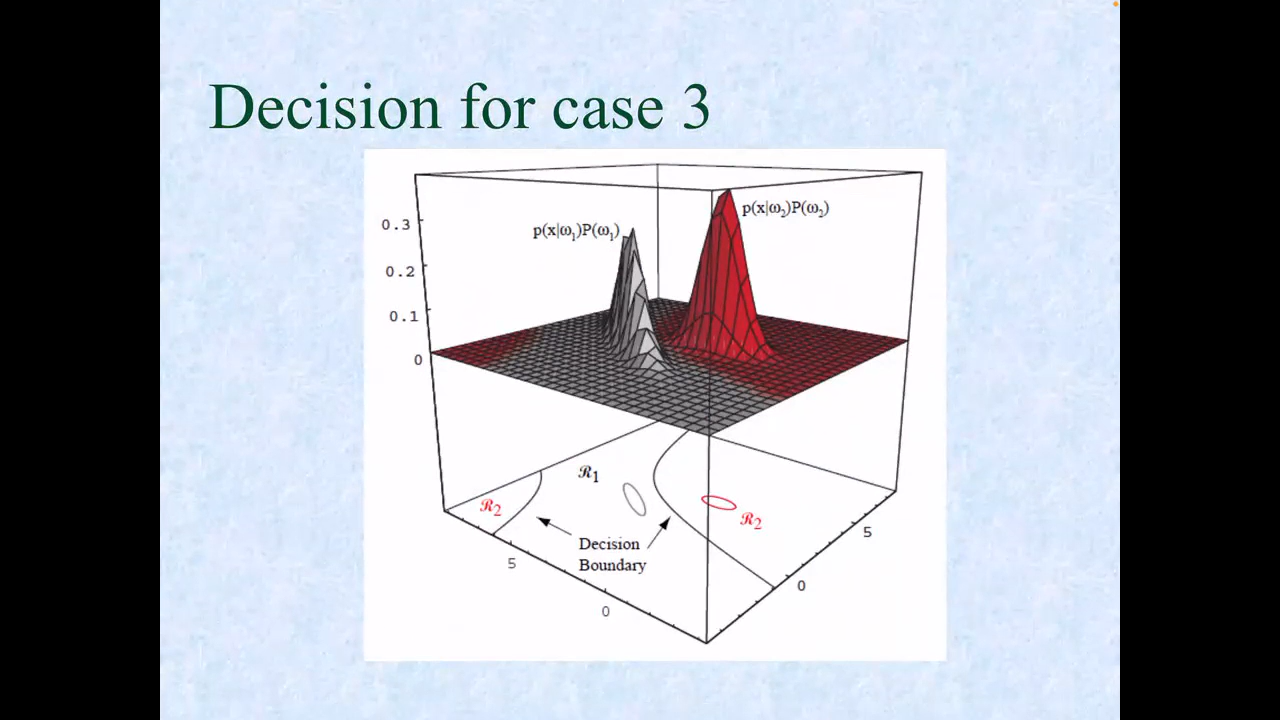 Decision for case 3
p(x|ω₂)P(ω₂)
0.3
p(x|ω₁)P(ω₁)
0.2
0.1
0
ℛ₁
ℛ₂
ℛ₂
5
Decision
Boundary
5
0
0